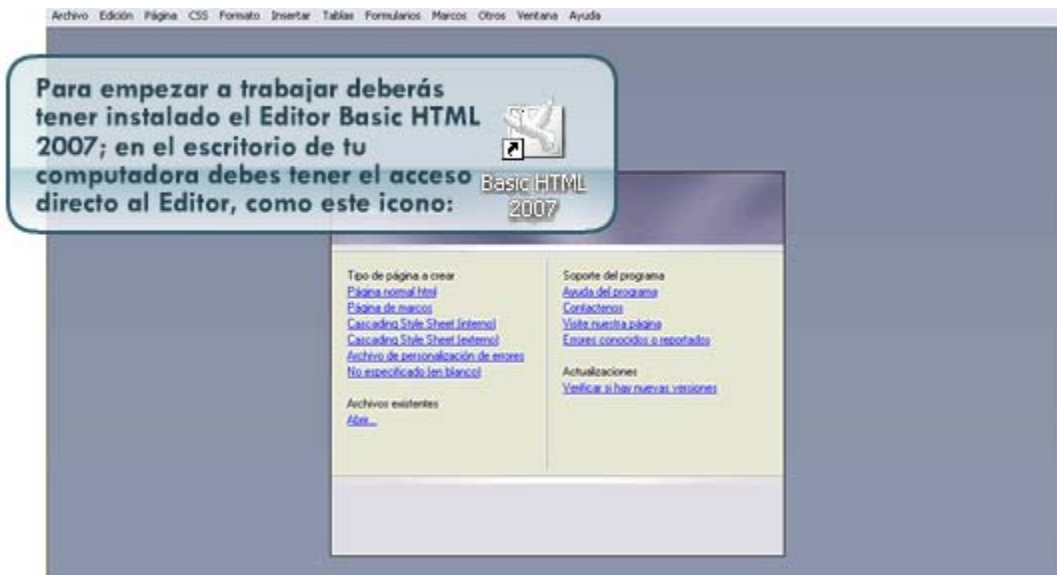 Archivo Edición Página CSS Formato Insertar Tablas Formularios Marcos Otros Ventana Ayuda
Para empezar a trabajar deberás
tener instalado el Editor Basic HTML
2007; en el escritorio de tu
computadora debes tener el acceso
directo al Editor, como este icono:
Basic HTML
2007
Tipo de página a crear
Página normal html
Página de marcos
Cascading Style Sheet (interno)
Cascading Style Sheet (externo)
Archivo de personalización de errores
No especificado (en blanco)
Archivos existentes
Abrir...
Soporte del programa
Ayuda del programa
Contactenos
Visite nuestra página
Errores conocidos o reportados
Actualizaciones
Verificar si hay nuevas versiones